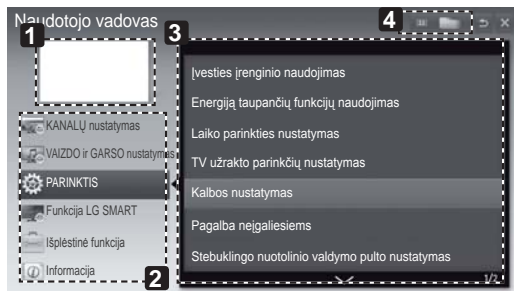 Naudotojo vadovas
1
3
4
Įvesties įrenginio naudojimas
Energiją taupančių funkcijų naudojimas
Laiko parinkties nustatymas
TV užrakto parinkčių nustatymas
Kalbos nustatymas
Pagalba neįgaliesiems
Stebuklingo nuotolinio valdymo pulto nustatymas
1/2
KANALŲ nustatymas
VAIZDO ir GARSO nustatymas
PARINKTIS
Funkcija LG SMART
Išplėstinė funkcija
Informacija
2